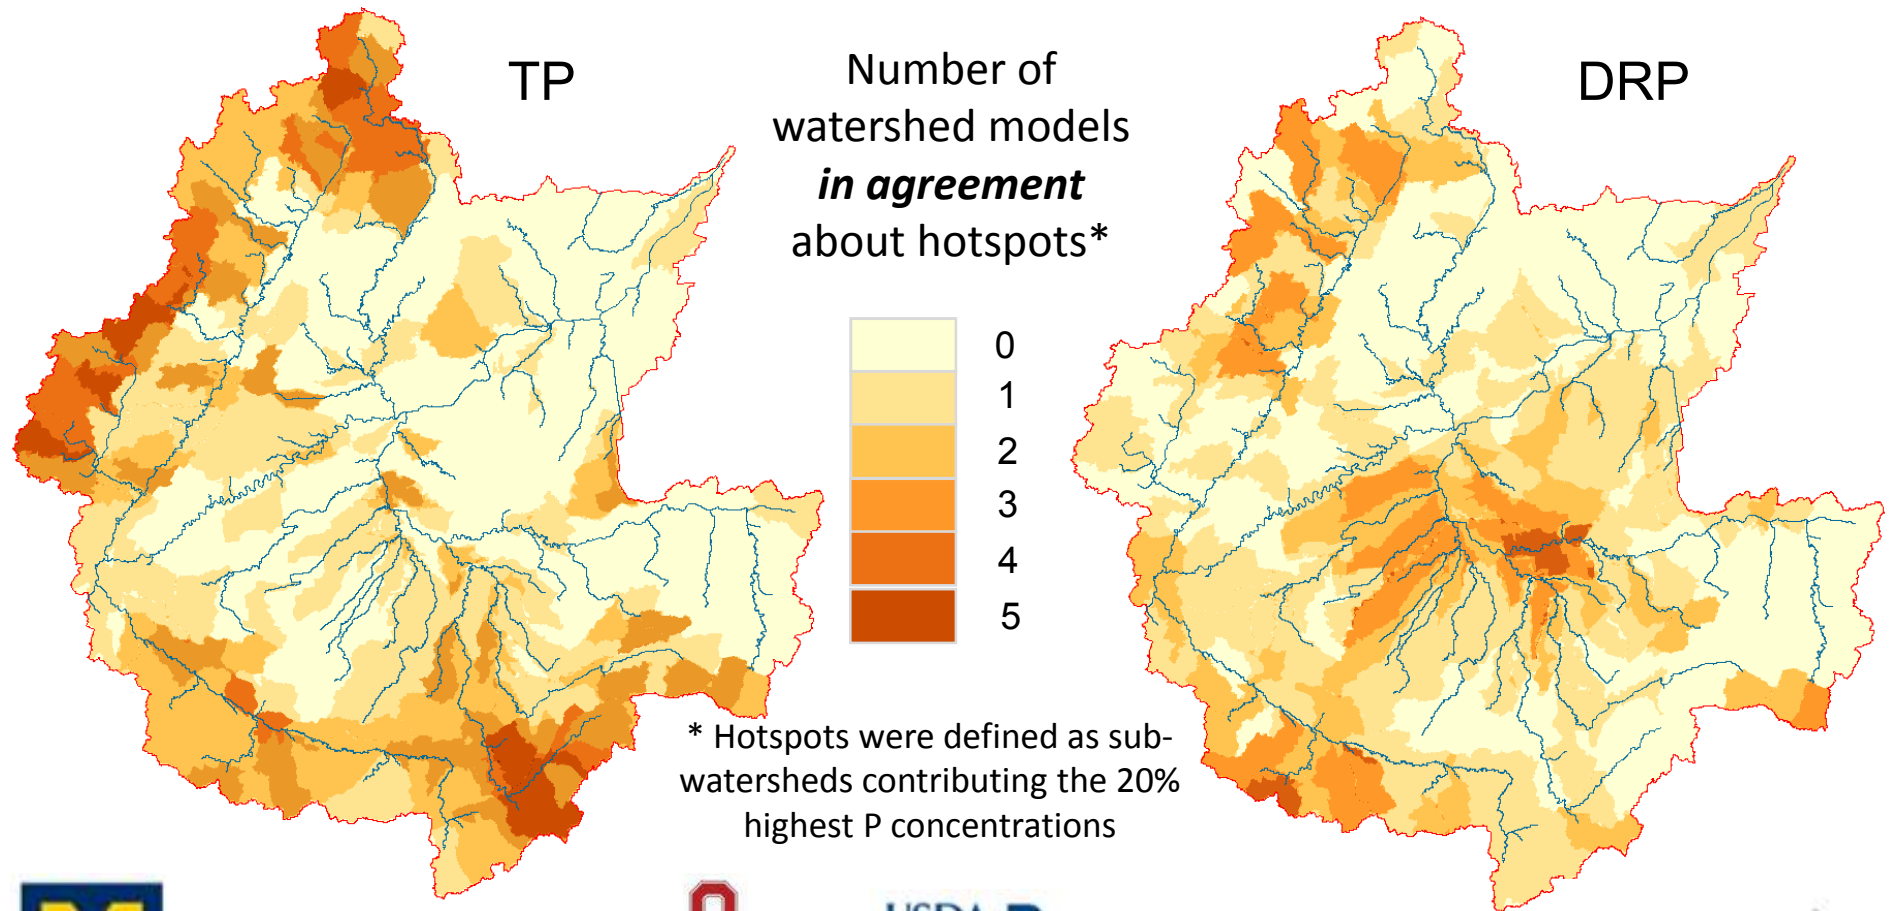 TP
Number of
watershed models
in agreement
about hotspots*
DRP
0
1
2
3
4
5
* Hotspots were defined as sub-
watersheds contributing the 20%
highest P concentrations
USDA